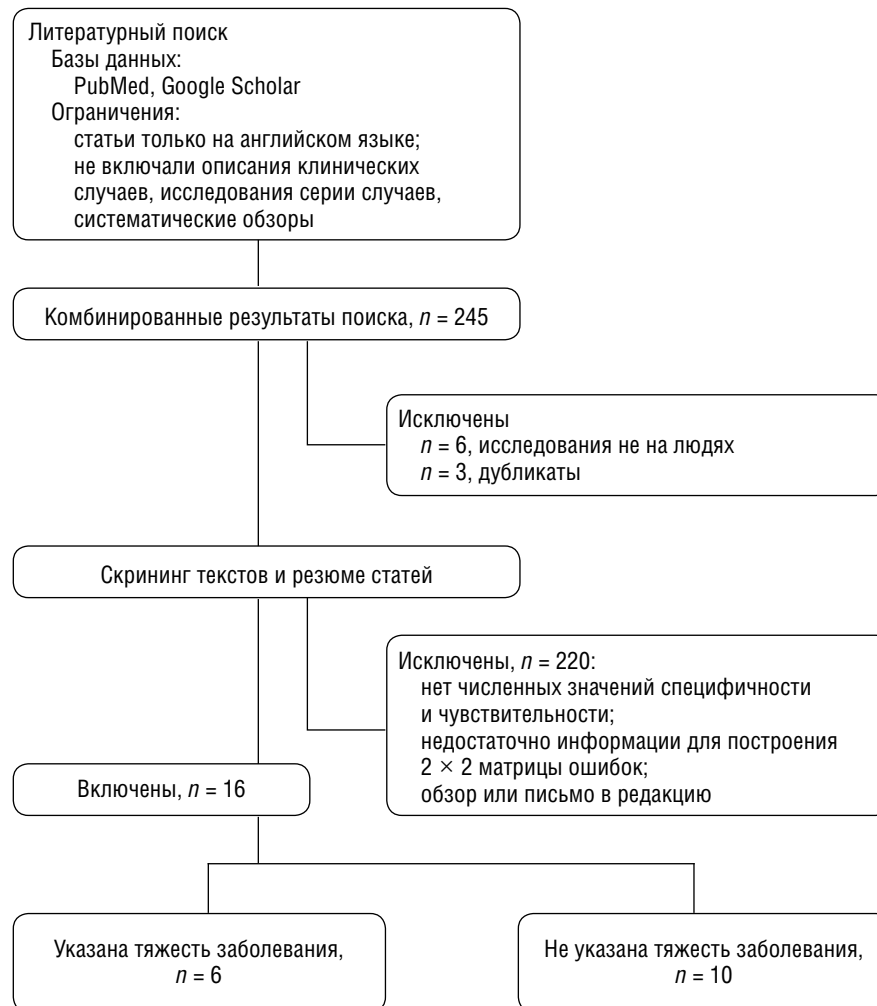 Литературный поиск
Базы данных:
PubMed, Google Scholar
Ограничения:
статьи только на английском языке;
не включали описания клинических
случаев, исследования серии случаев,
систематические обзоры
Комбинированные результаты поиска, n = 245
Исключены
n = 6, исследования не на людях
n = 3, дубликаты
Скрининг текстов и резюме статей
Исключены, n = 220:
нет численных значений специфичности
и чувствительности;
недостаточно информации для построения
2 × 2 матрицы ошибок;
обзор или письмо в редакцию
Включены, n = 16
Указана тяжесть заболевания,
n = 6
Не указана тяжесть заболевания,
n = 10